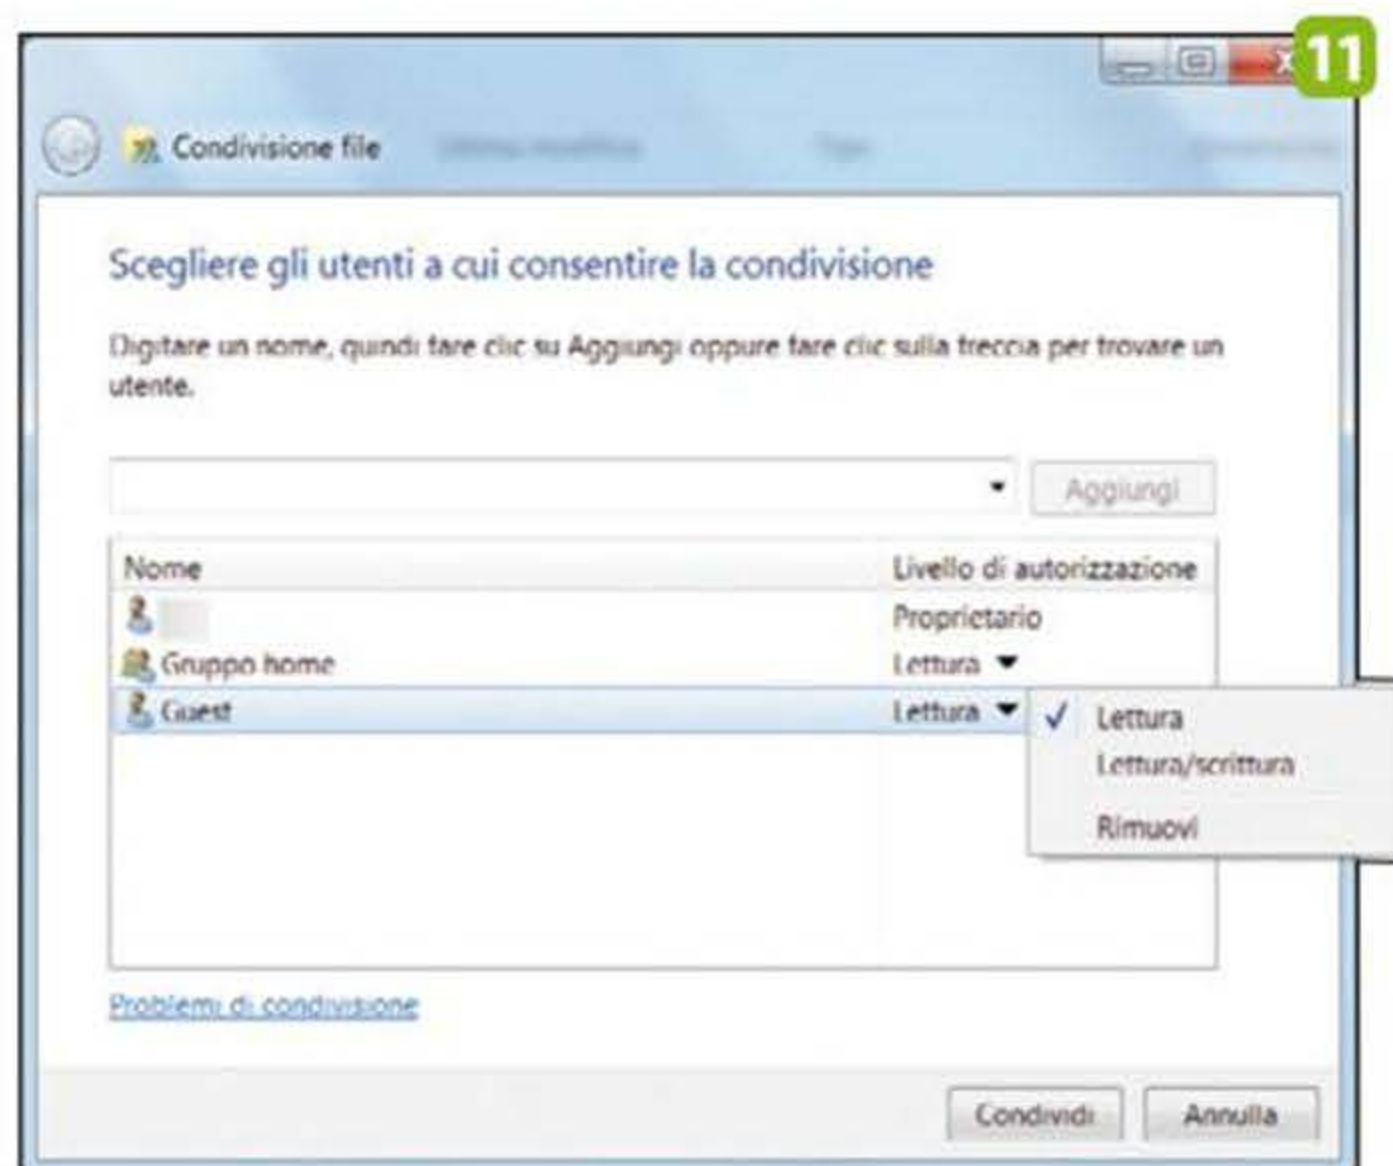 11
Condivisione file
Scegliere gli utenti a cui consentire la condivisione
Digitare un nome, quindi fare clic su Aggiungi oppure fare clic sulla freccia per trovare un
utente.
Aggiungi
Nome Livello di autorizzazione
Proprietario
Gruppo home Lettura
Guest Lettura
Lettura
Lettura/scrittura
Rimuovi
Problemi di condivisione
Condividi Annulla